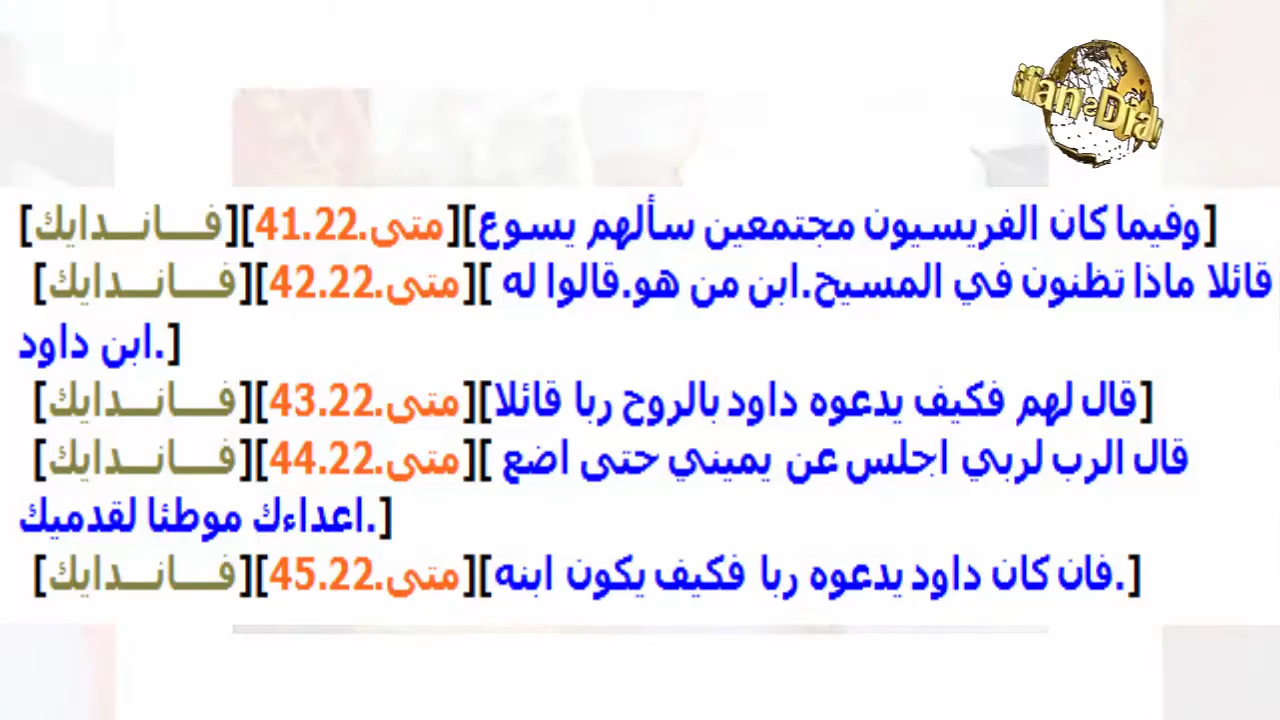 [فـــانـــدايك][متى.41.22][وفيما كان الفريسيون مجتمعين سألهم يسوع]
[فـــانـــدايك][متى.42.22][ قائلا ماذا تظنون في المسيح.ابن من هو.قالوا له
ابن داود.]
[فـــانـــدايك][متى.43.22][قال لهم فكيف يدعوه داود بالروح ربا قائلا]
[فـــانـــدايك][متى.44.22][ قال الرب لربي اجلس عن يميني حتى اضع
اعداءك موطئا لقدميك.]
[فـــانـــدايك][متى.45.22][فان كان داود يدعوه ربا فكيف يكون ابنه.]